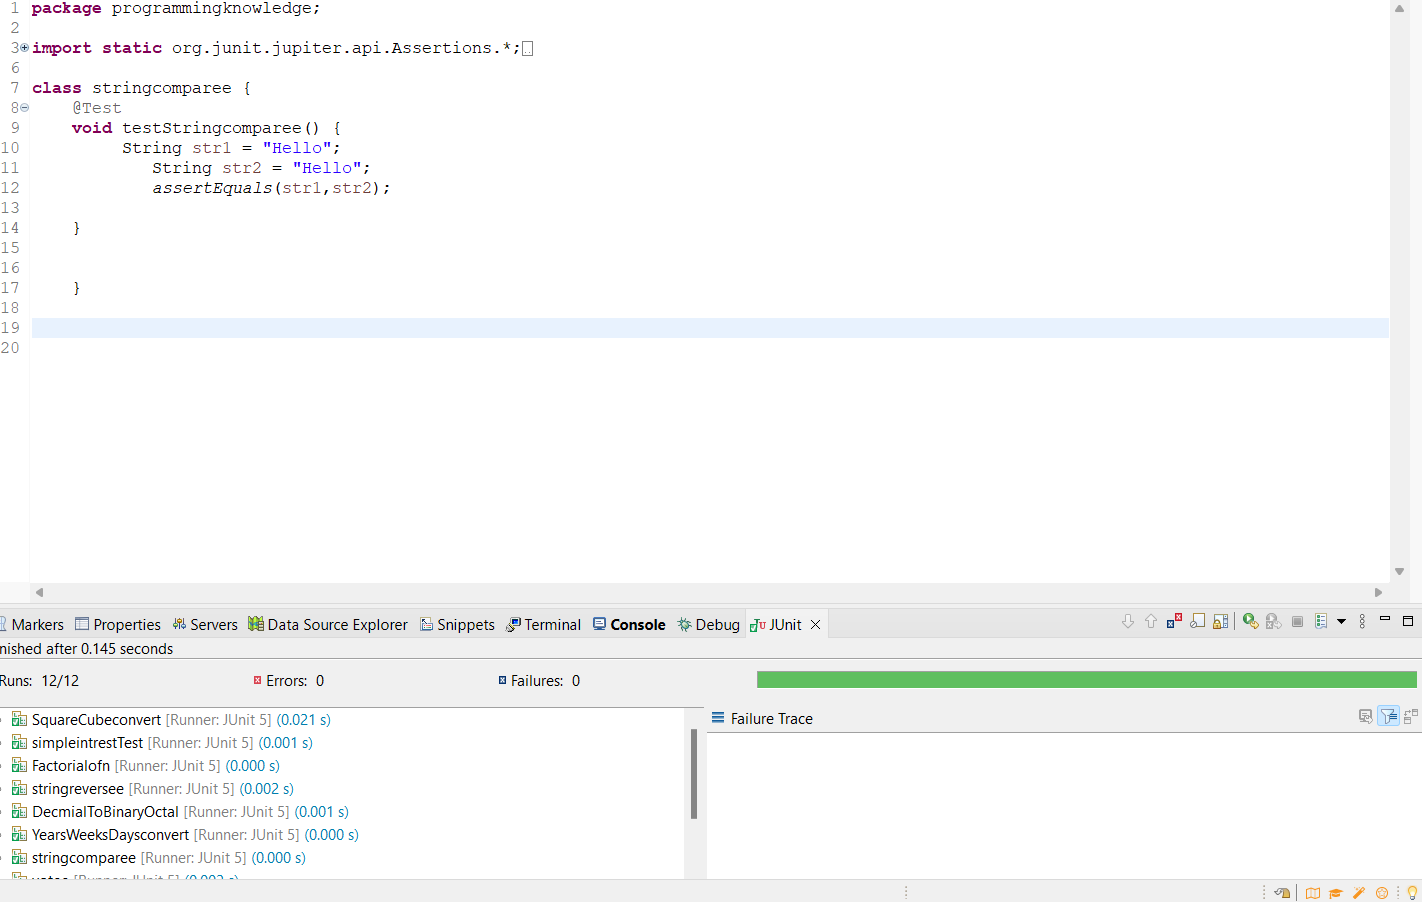 1 package programmingknowledge;
2
3 import static org.junit.jupiter.api.Assertions.*;
6
7 class stringcomparee {
8 @Test
9 void testStringcomparee() {
10 String str1 = "Hello";
11 String str2 = "Hello";
12 assertEquals(str1,str2);
13
14 }
15
16
17 }
18
19
20
Markers Properties Servers Data Source Explorer Snippets Terminal Console Debug JUnit
nished after 0.145 seconds
Runs: 12/12 Errors: 0 Failures: 0
SquareCubeconvert [Runner: JUnit 5] (0.021 s)
Failure Trace
simpleintrestTest [Runner: JUnit 5] (0.001 s)
Factorialofn [Runner: JUnit 5] (0.000 s)
stringreversee [Runner: JUnit 5] (0.002 s)
DecmialToBinaryOctal [Runner: JUnit 5] (0.001 s)
YearsWeeksDaysconvert [Runner: JUnit 5] (0.000 s)
stringcomparee [Runner: JUnit 5] (0.000 s)